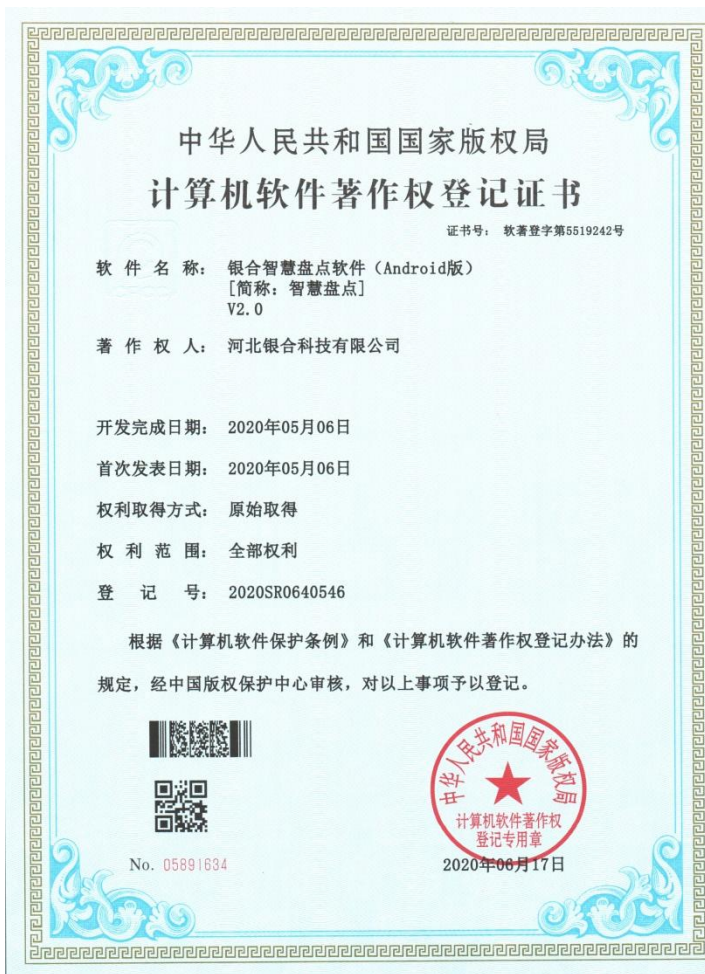 中华人民共和国国家版权局
计算机软件著作权登记证书
证书号： 软著登字第5519242号
软 件 名 称： 银合智慧盘点软件（Android版）
[简称：智慧盘点]
V2.0
著 作 权 人： 河北银合科技有限公司
开发完成日期： 2020年05月06日
首次发表日期： 2020年05月06日
权利取得方式： 原始取得
权 利 范 围： 全部权利
登 记 号： 2020SR0640546
根据《计算机软件保护条例》和《计算机软件著作权登记办法》的
规定，经中国版权保护中心审核，对以上事项予以登记。
中华人民共和国国家版权局
计算机软件著作权
登记专用章
No. 05891634
2020年06月17日